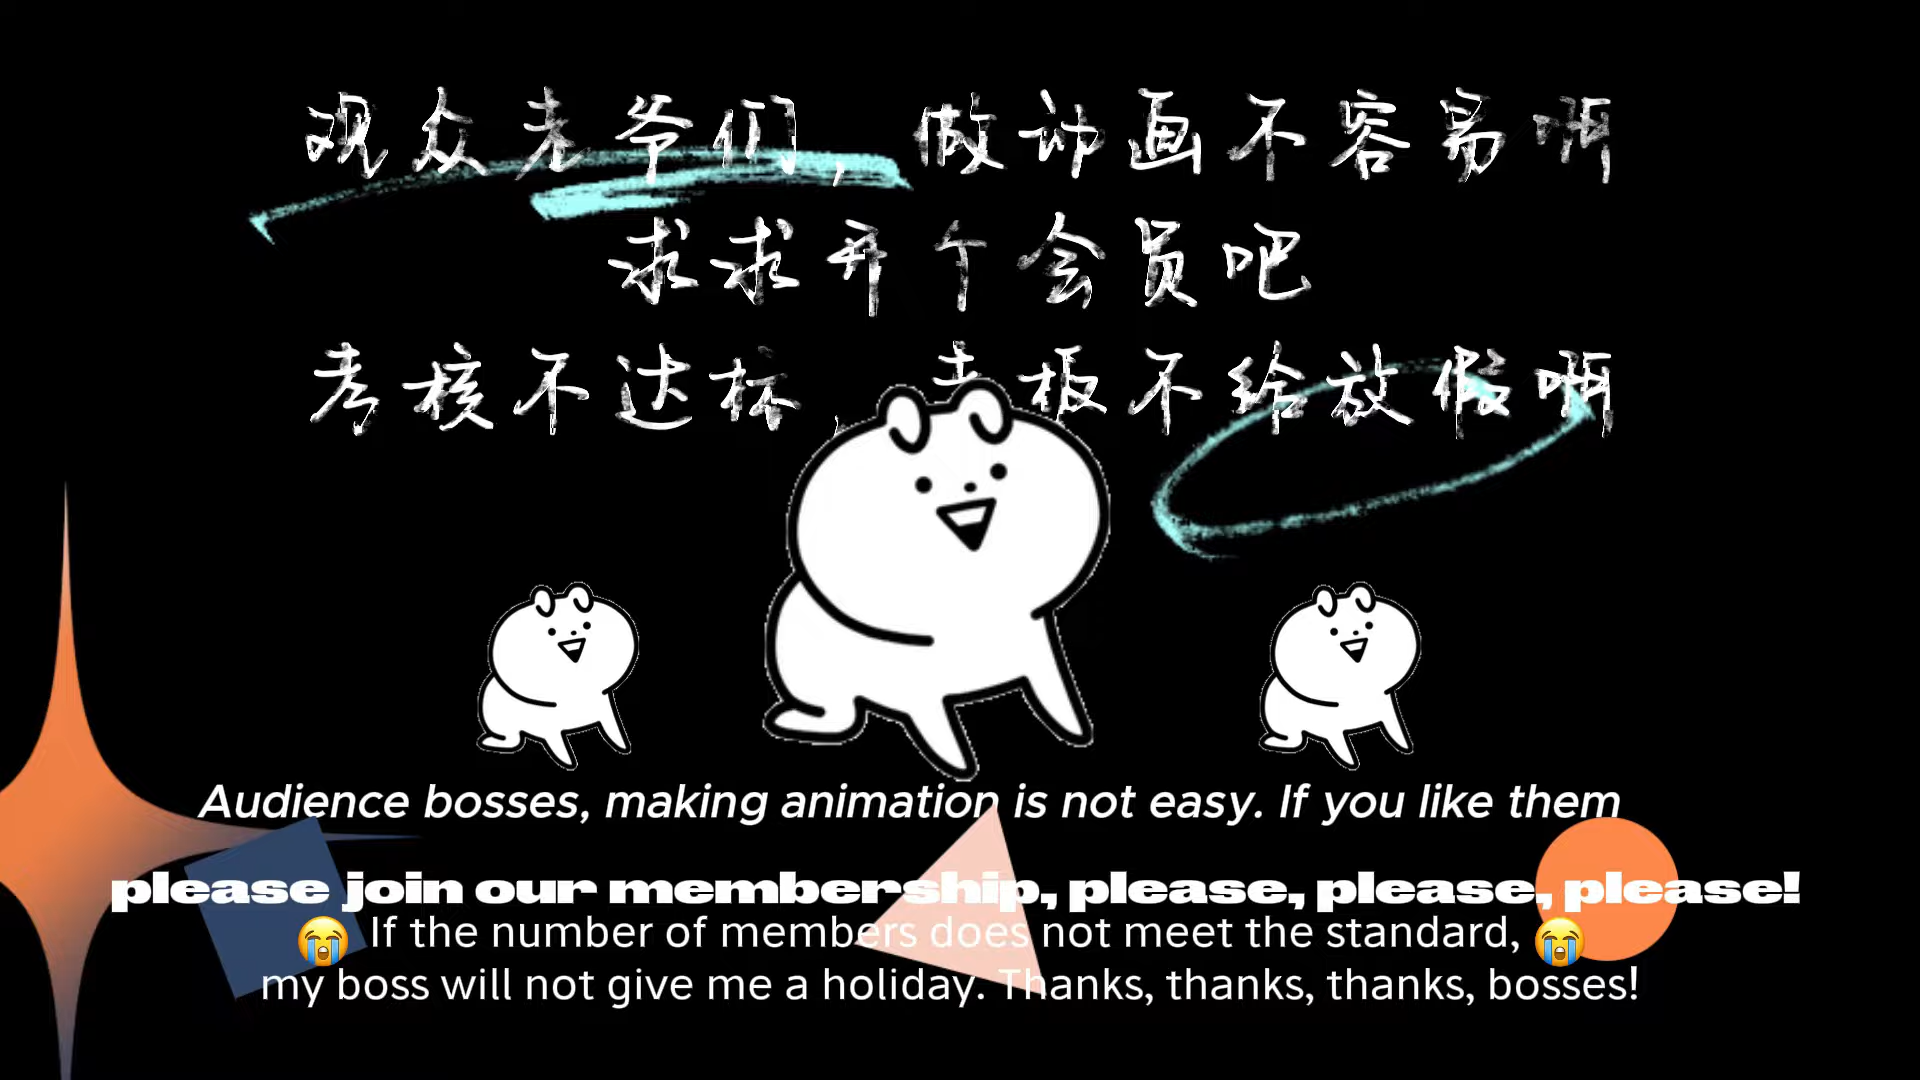 观众老爷们，做动画不容易啊
求求开个会员吧
考核不达标，老板不给放假啊
Audience bosses, making animation is not easy. If you like them
please join our membership, please, please, please!
😭 If the number of members does not meet the standard, 😭
my boss will not give me a holiday. Thanks, thanks, thanks, bosses!